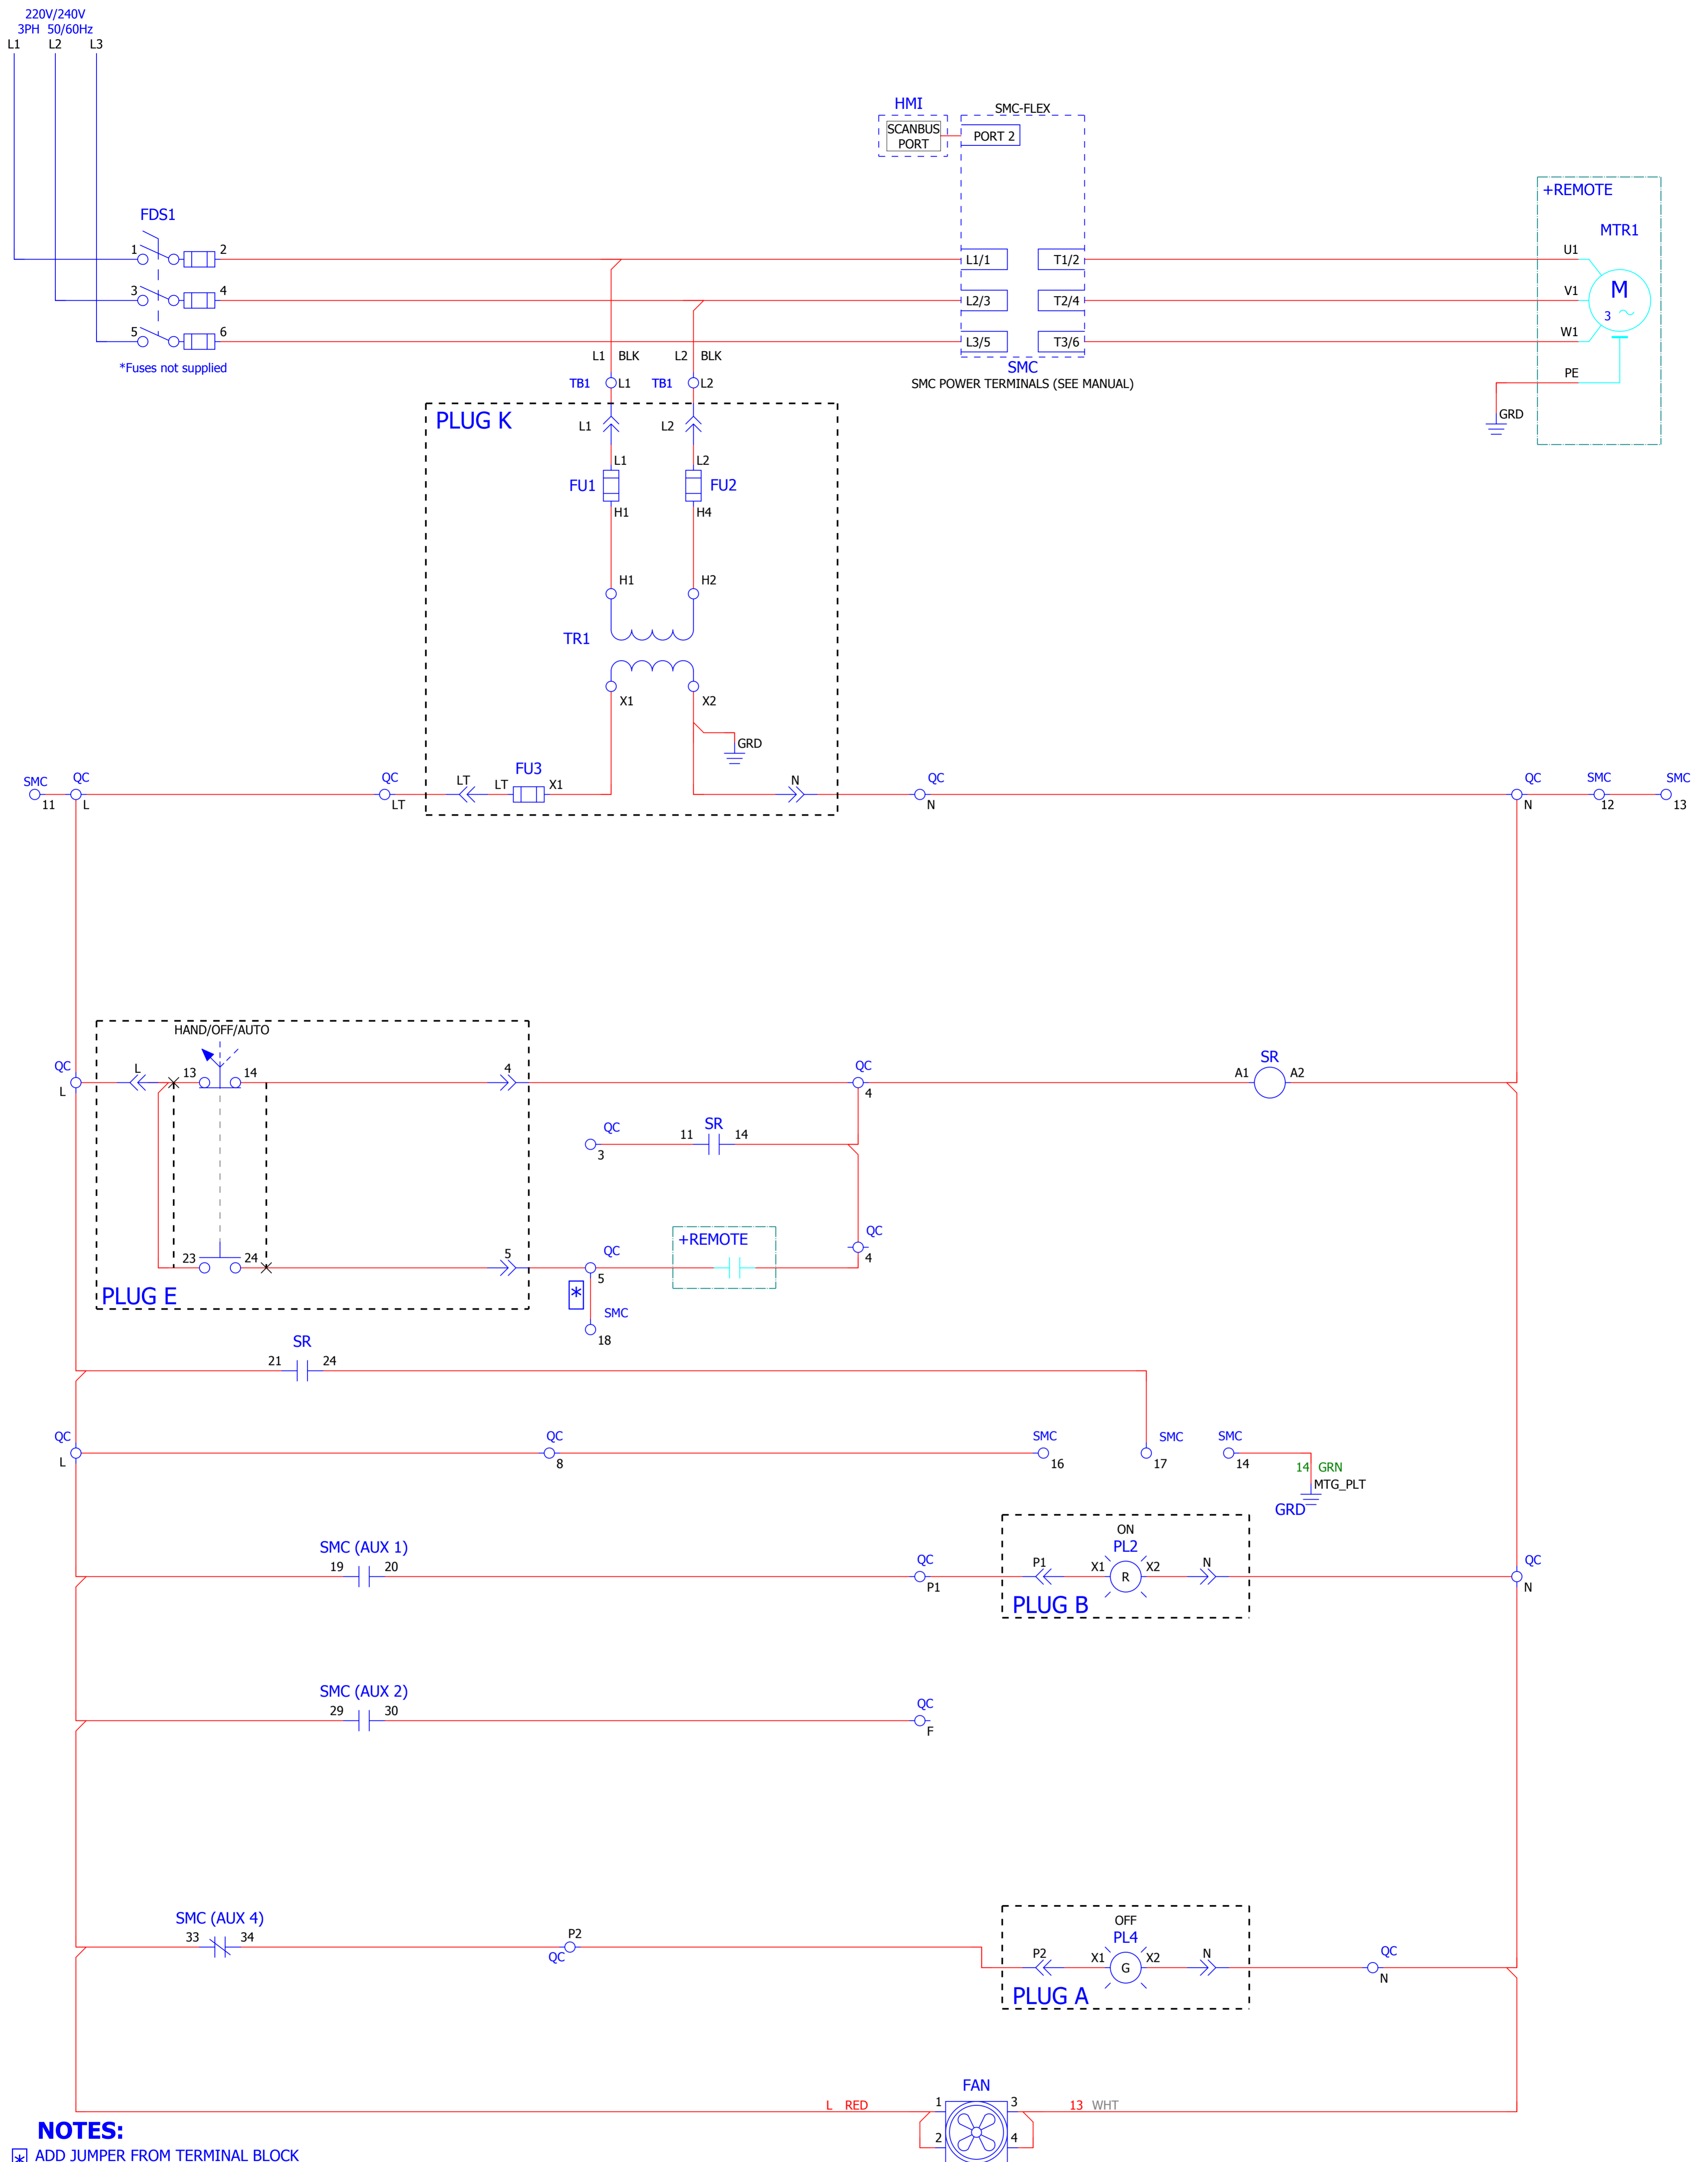 220V/240V
3PH 50/60Hz
L1 L2 L3
HMI
SCANBUS
PORT
SMC-FLEX
PORT 2
+REMOTE
MTR1
FDS1
1 2
3 4
5 6
*Fuses not supplied
L1/1 T1/2
L2/3 T2/4
L3/5 T3/6
SMC
SMC POWER TERMINALS (SEE MANUAL)
U1
V1
W1
PE
M
3
GRD
L1 BLK L2 BLK
TB1 L1 TB1 L2
PLUG K
L1 L2
L1 L2
FU1 FU2
H1 H4
H1 H2
TR1
X1 X2
GRD
SMC QC QC LT LT FU3 X1 N QC QC SMC SMC
11 L LT N N 12 13
HAND/OFF/AUTO
QC L 13 14 4 QC SR
L 4 A1 A2
QC SR
3 11 14
+REMOTE
QC
4
23 24 5 QC
5
PLUG E
*
SMC
18
SR
21 24
QC QC SMC SMC SMC
L 8 16 17 14
14 GRN
MTG_PLT
GRD
SMC (AUX 1)
19 20
QC
P1
ON
PL2
P1 X1 R X2 N
PLUG B
QC
N
SMC (AUX 2)
29 30
QC
F
SMC (AUX 4)
33 34
P2
QC
OFF
PL4
P2 X1 G X2 N
PLUG A
QC
N
FAN
L RED 1 3 13 WHT
2 4
NOTES:
* ADD JUMPER FROM TERMINAL BLOCK